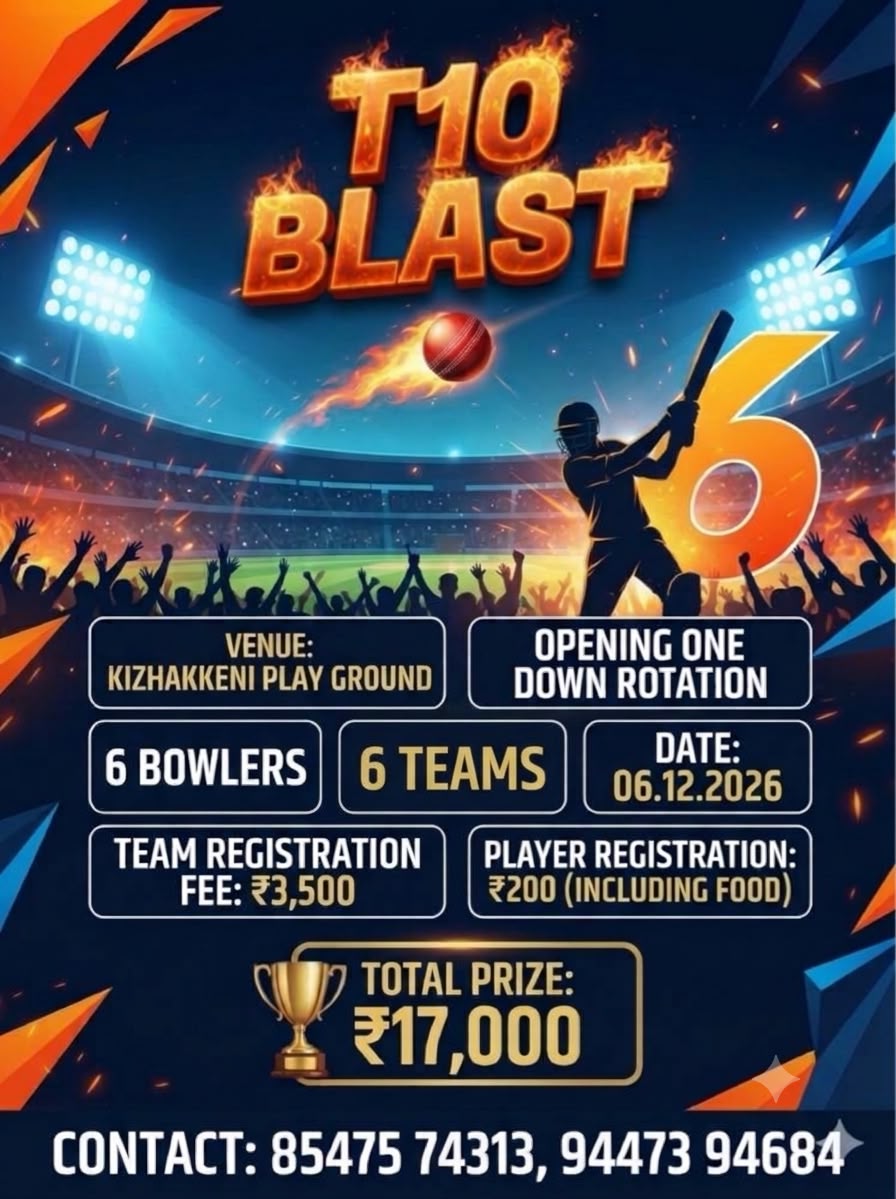 T10
BLAST
6
VENUE:
KIZHAKKENI PLAY GROUND
OPENING ONE
DOWN ROTATION
6 BOWLERS
6 TEAMS
DATE:
06.12.2026
TEAM REGISTRATION
FEE: ₹3,500
PLAYER REGISTRATION:
₹200 (INCLUDING FOOD)
TOTAL PRIZE:
₹17,000
CONTACT: 85475 74313, 94473 94684